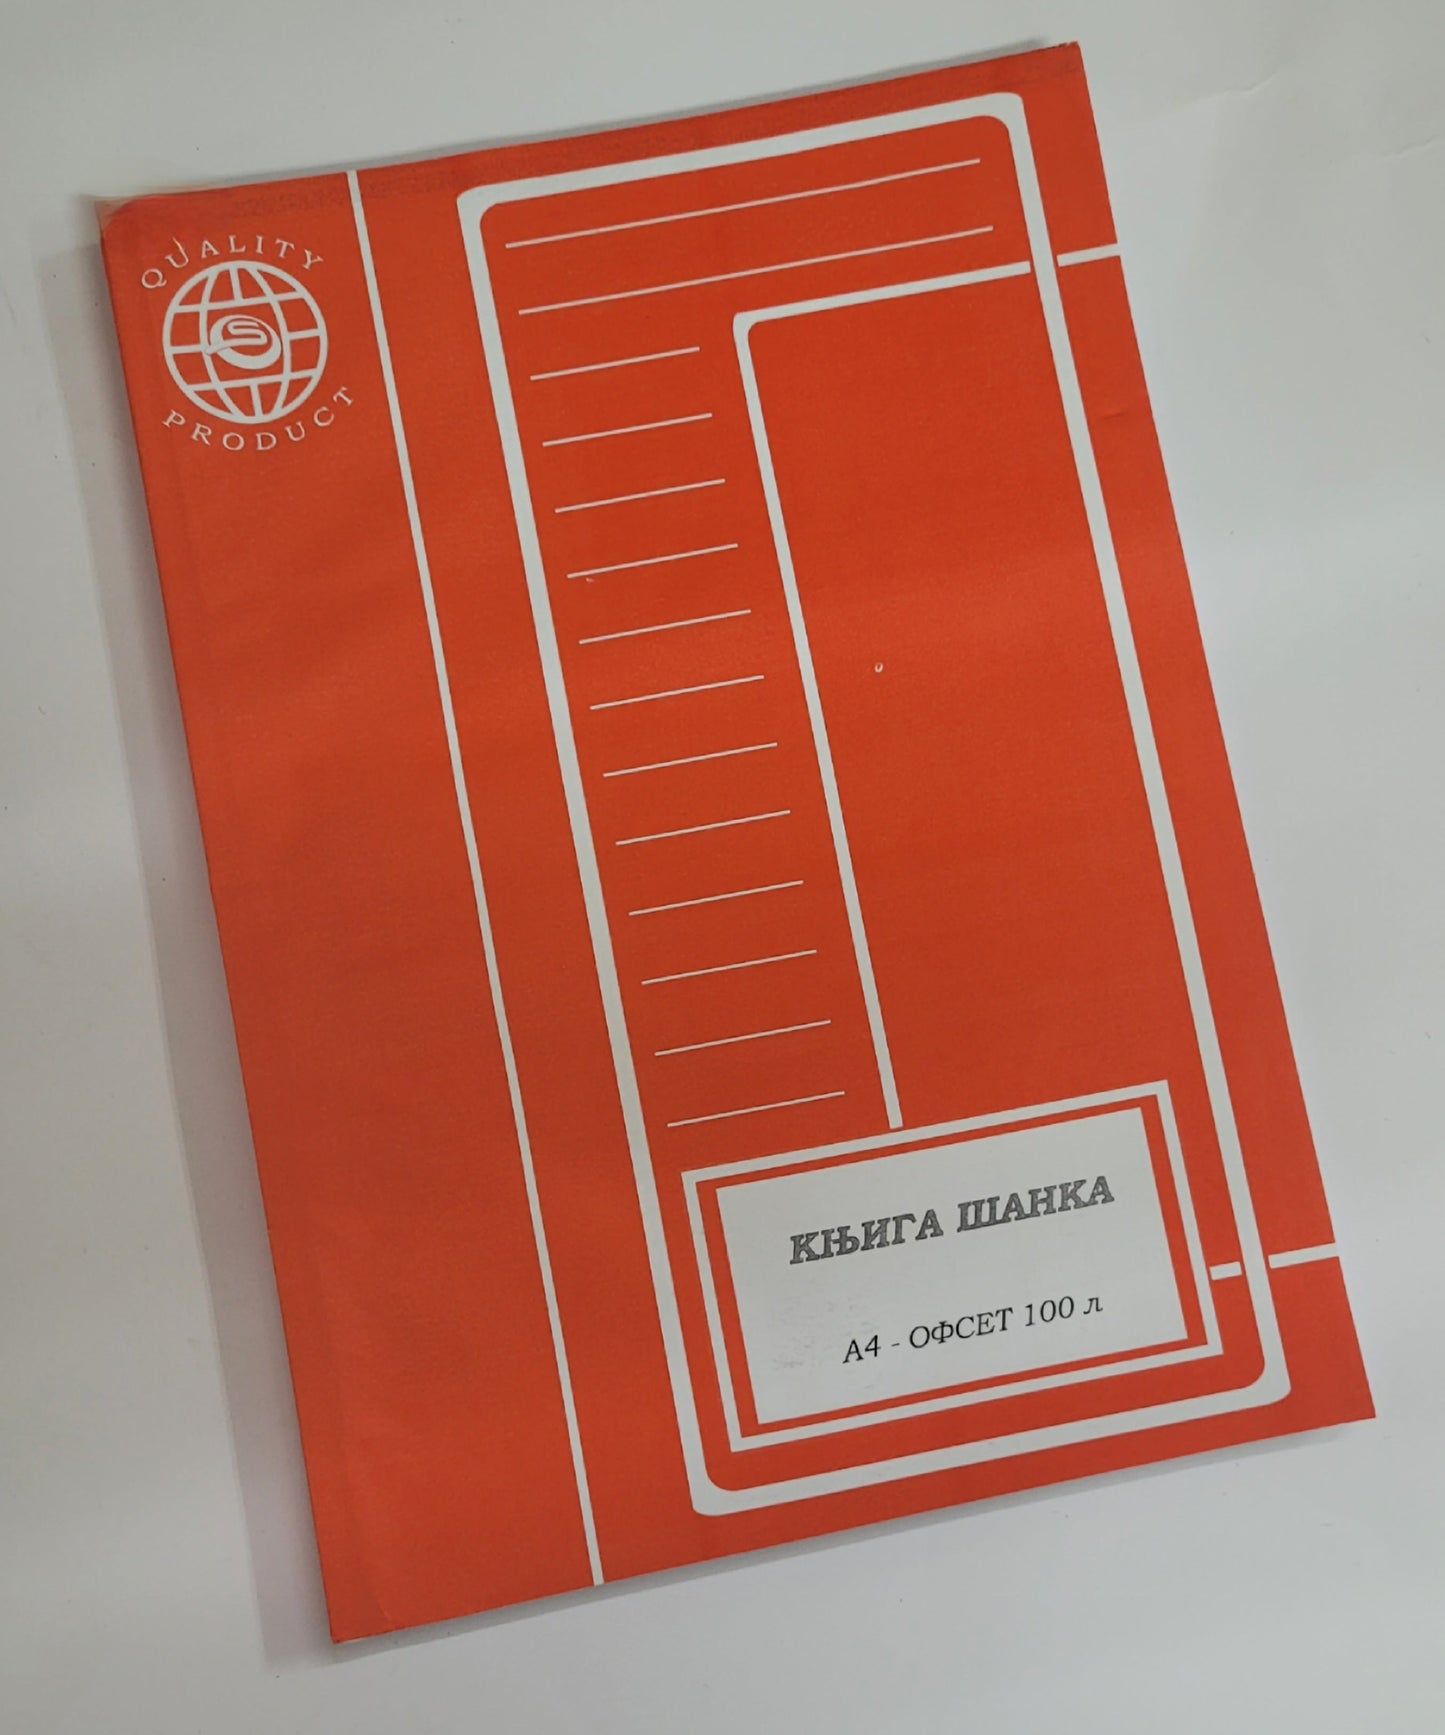 QUALITY
PRODUCT
КЊИГА ШАНКА
А4 - ОФСЕТ 100 л